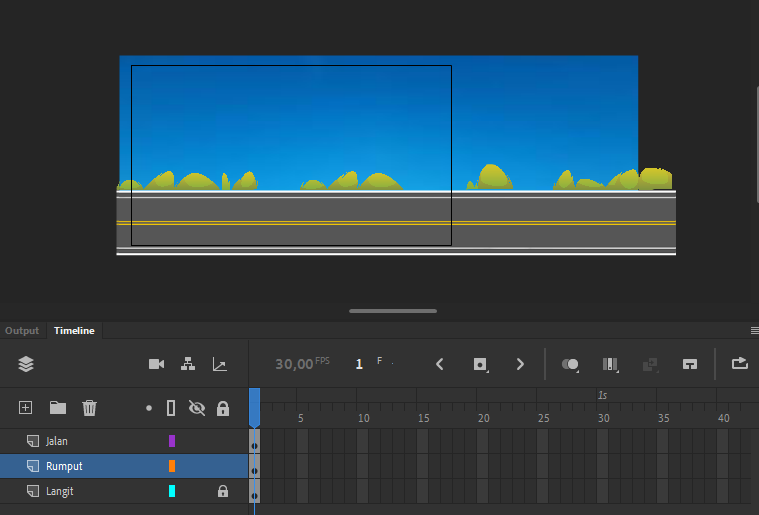 Output Timeline
30,00 FPS 1 F
1s
5 10 15 20 25 30 35 40
Jalan
Rumput
Langit